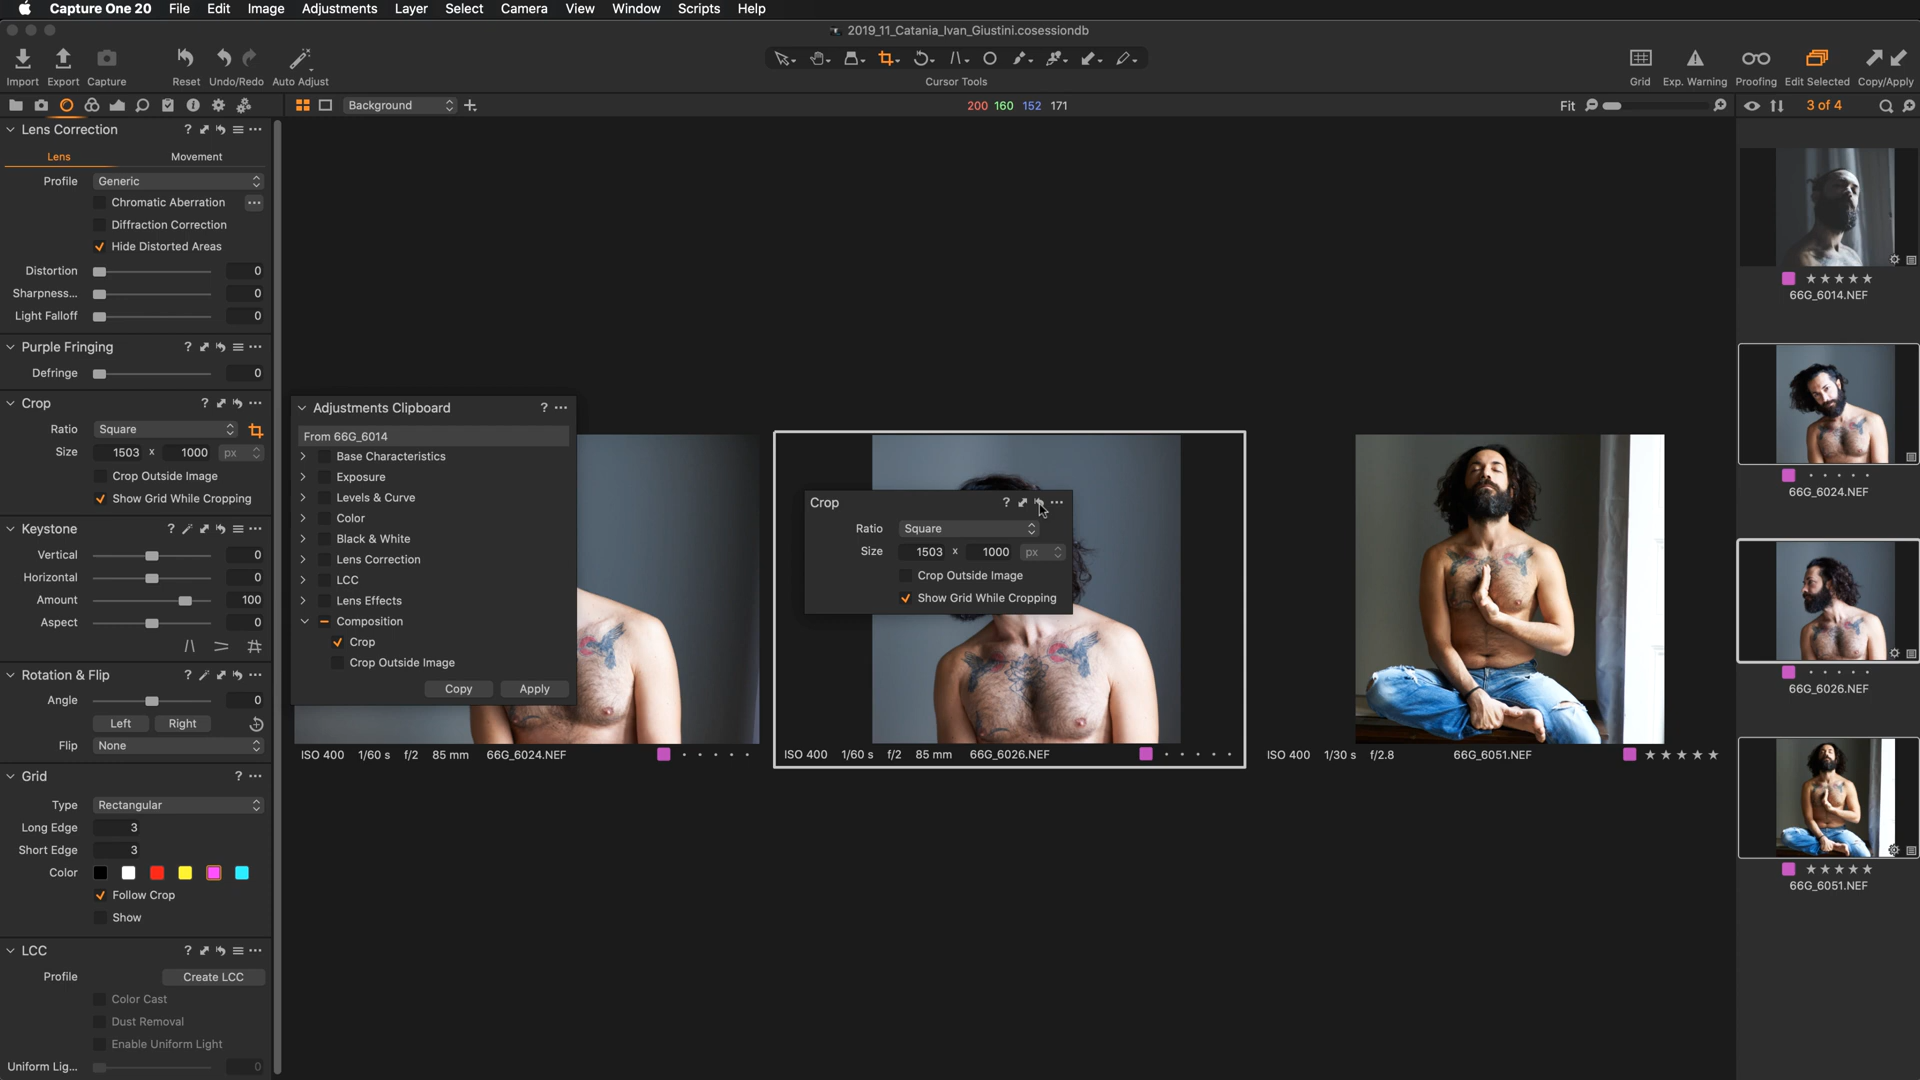 Capture One 20 File Edit Image Adjustments Layer Select Camera View Window Scripts Help
2019_11_Catania_Ivan_Giustini.cosessiondb
Import Export Capture Reset Undo/Redo Auto Adjust Cursor Tools Grid Exp. Warning Proofing Edit Selected Copy/Apply
Background 200 160 152 171 Fit 3 of 4
Lens Correction ?
Lens Movement
Profile Generic
Chromatic Aberration
Diffraction Correction
Hide Distorted Areas
Distortion 0
Sharpness... 0
Light Falloff 0
Purple Fringing ?
Defringe 0
Crop ?
Ratio Square
Size 1503 x 1000 px
Crop Outside Image
Show Grid While Cropping
Keystone ?
Vertical 0
Horizontal 0
Amount 100
Aspect 0
Rotation & Flip ?
Angle 0
Left Right
Flip None
Grid ?
Type Rectangular
Long Edge 3
Short Edge 3
Color
Follow Crop
Show
LCC ?
Profile Create LCC
Color Cast
Dust Removal
Enable Uniform Light
Uniform Lig... 0
Adjustments Clipboard ?
From 66G_6014
Base Characteristics
Exposure
Levels & Curve
Color
Black & White
Lens Correction
LCC
Lens Effects
Composition
Crop
Crop Outside Image
Copy Apply
ISO 400 1/60 s f/2 85 mm 66G_6024.NEF
Crop ?
Ratio Square
Size 1503 x 1000 px
Crop Outside Image
Show Grid While Cropping
ISO 400 1/60 s f/2 85 mm 66G_6026.NEF
ISO 400 1/30 s f/2.8 66G_6051.NEF
66G_6014.NEF
66G_6024.NEF
66G_6026.NEF
66G_6051.NEF